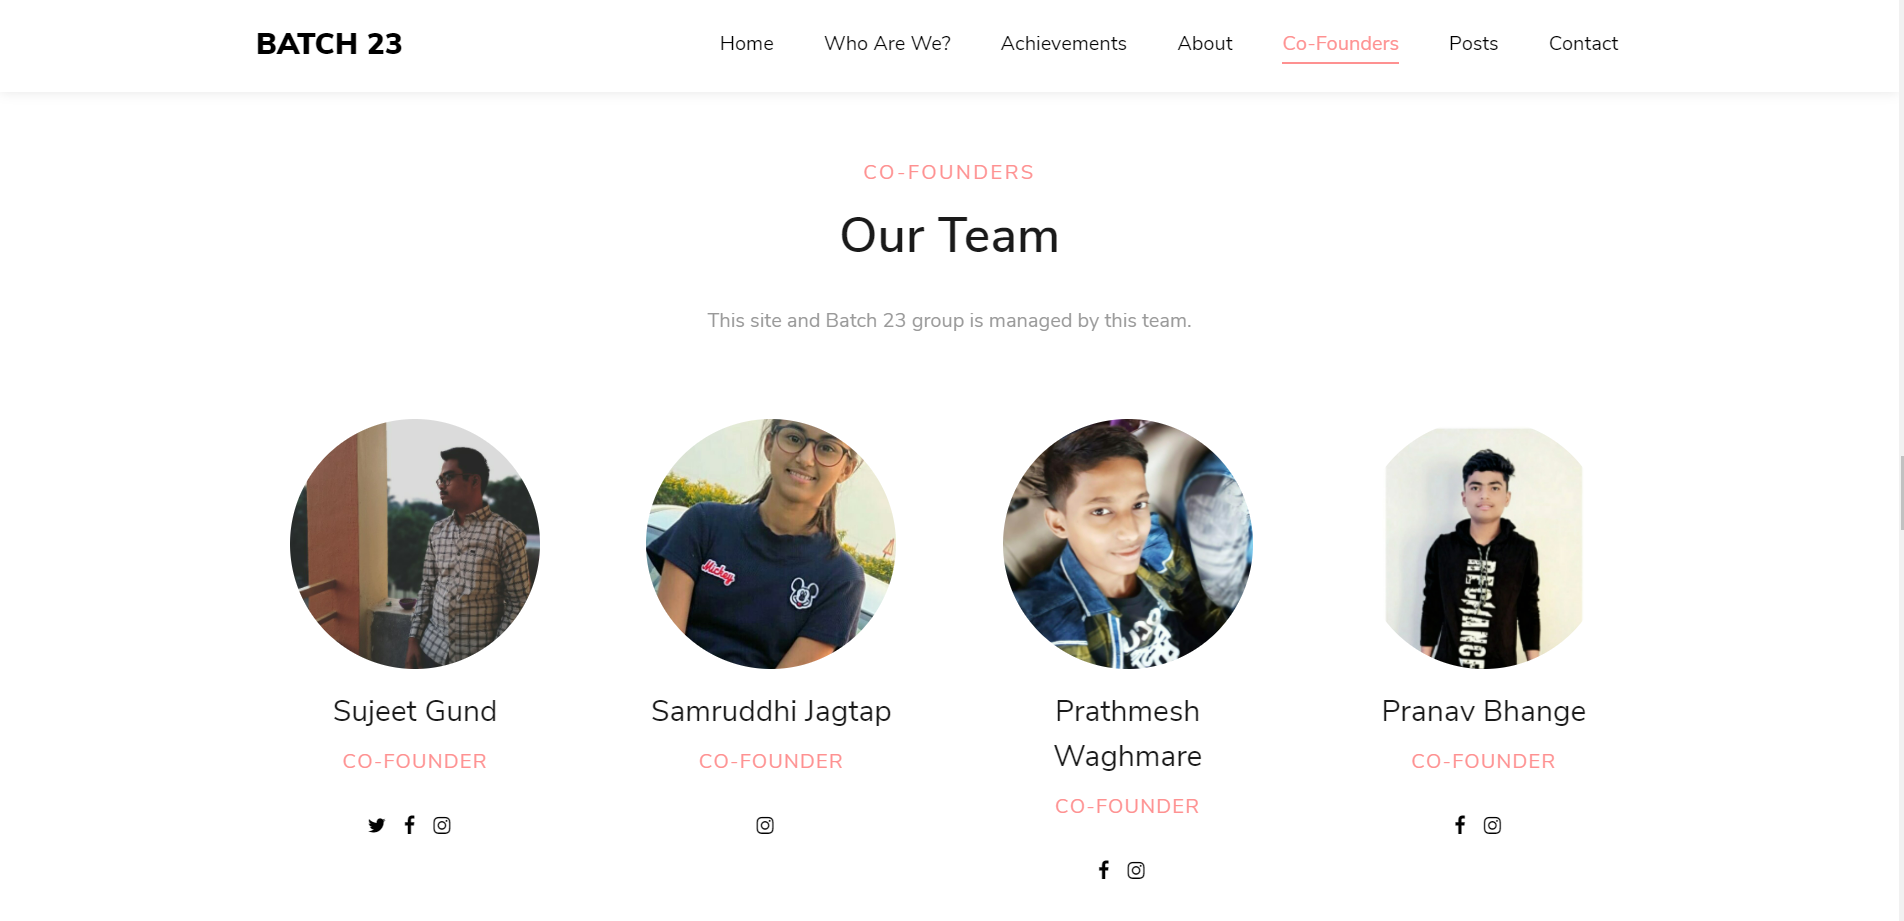 BATCH 23
Home Who Are We? Achievements About Co-Founders Posts Contact
CO-FOUNDERS
Our Team
This site and Batch 23 group is managed by this team.
Mickey
Sujeet Gund
CO-FOUNDER
Samruddhi Jagtap
CO-FOUNDER
Prathmesh
Waghmare
CO-FOUNDER
Pranav Bhange
CO-FOUNDER